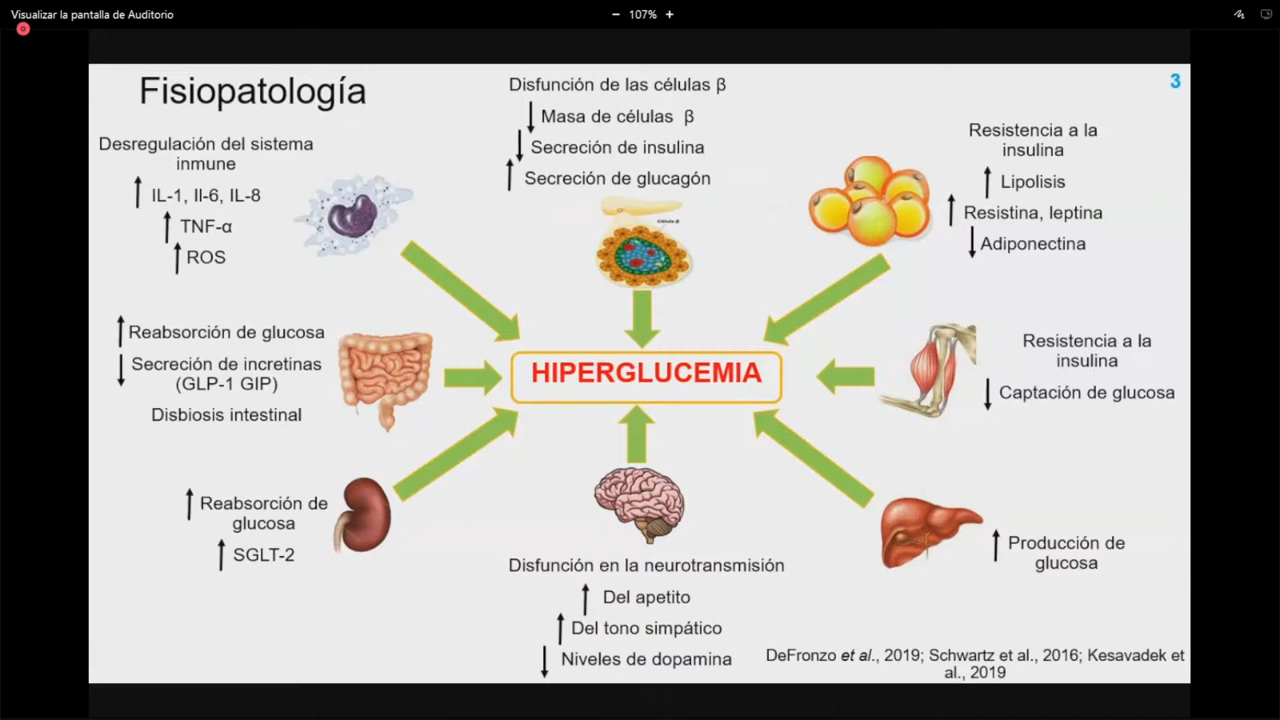 Visualizar la pantalla de Auditorio
− 107% +
Fisiopatología
3
Disfunción de las células β
Masa de células β
Secreción de insulina
Secreción de glucagón
Célula β
Desregulación del sistema
inmune
IL-1, Il-6, IL-8
TNF-α
ROS
Resistencia a la
insulina
Lipolisis
Resistina, leptina
Adiponectina
Reabsorción de glucosa
Secreción de incretinas
(GLP-1 GIP)
Disbiosis intestinal
HIPERGLUCEMIA
Resistencia a la
insulina
Captación de glucosa
Reabsorción de
glucosa
SGLT-2
Disfunción en la neurotransmisión
Del apetito
Del tono simpático
Niveles de dopamina
Producción de
glucosa
DeFronzo et al., 2019; Schwartz et al., 2016; Kesavadek et
al., 2019